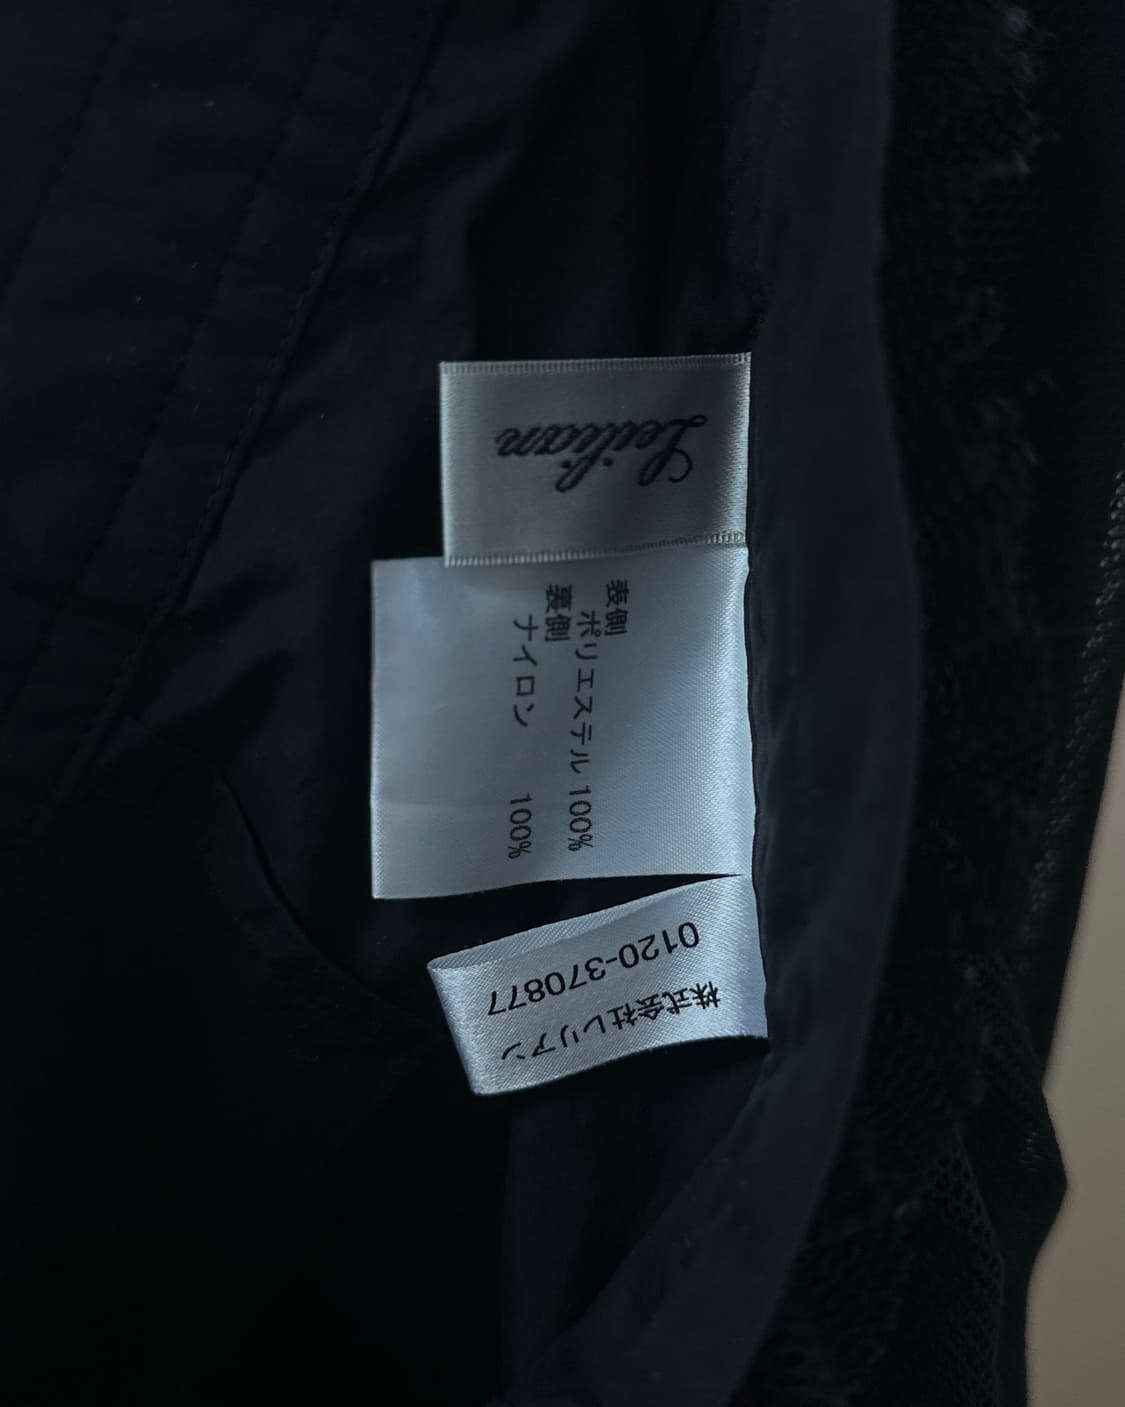 Leilian
表側
ポリエステル 100%
裏側
ナイロン 100%
株式会社レリアン
0120-370877